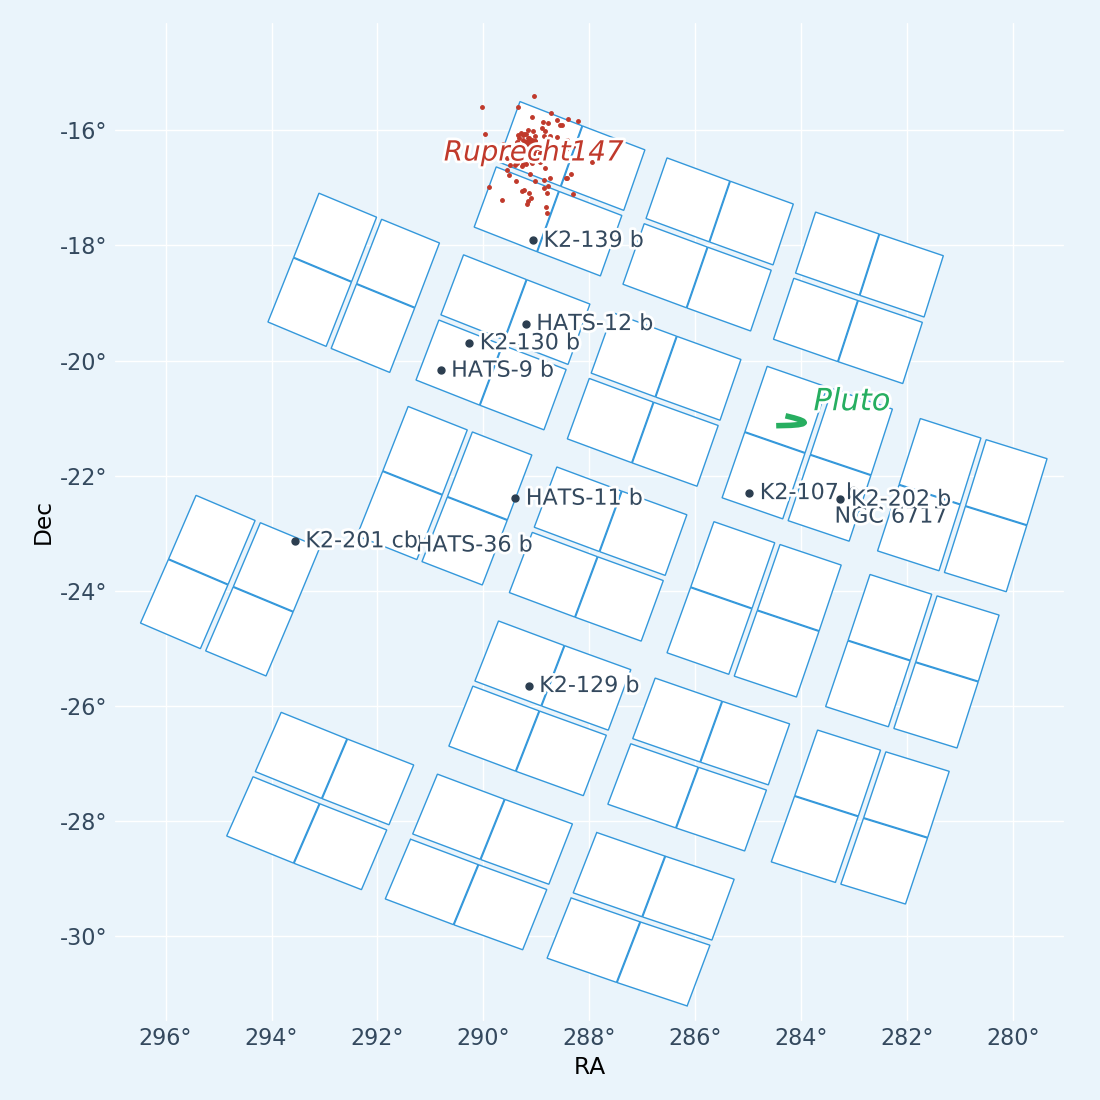 -16°
Ruprecht147
-18°
K2-139 b
HATS-12 b
K2-130 b
-20°
HATS-9 b
Pluto
-22°
K2-107 b
K2-202 b
HATS-11 b
NGC 6717
Dec
K2-201 cb
HATS-36 b
-24°
K2-129 b
-26°
-28°
-30°
296° 294° 292° 290° 288° 286° 284° 282° 280°
RA